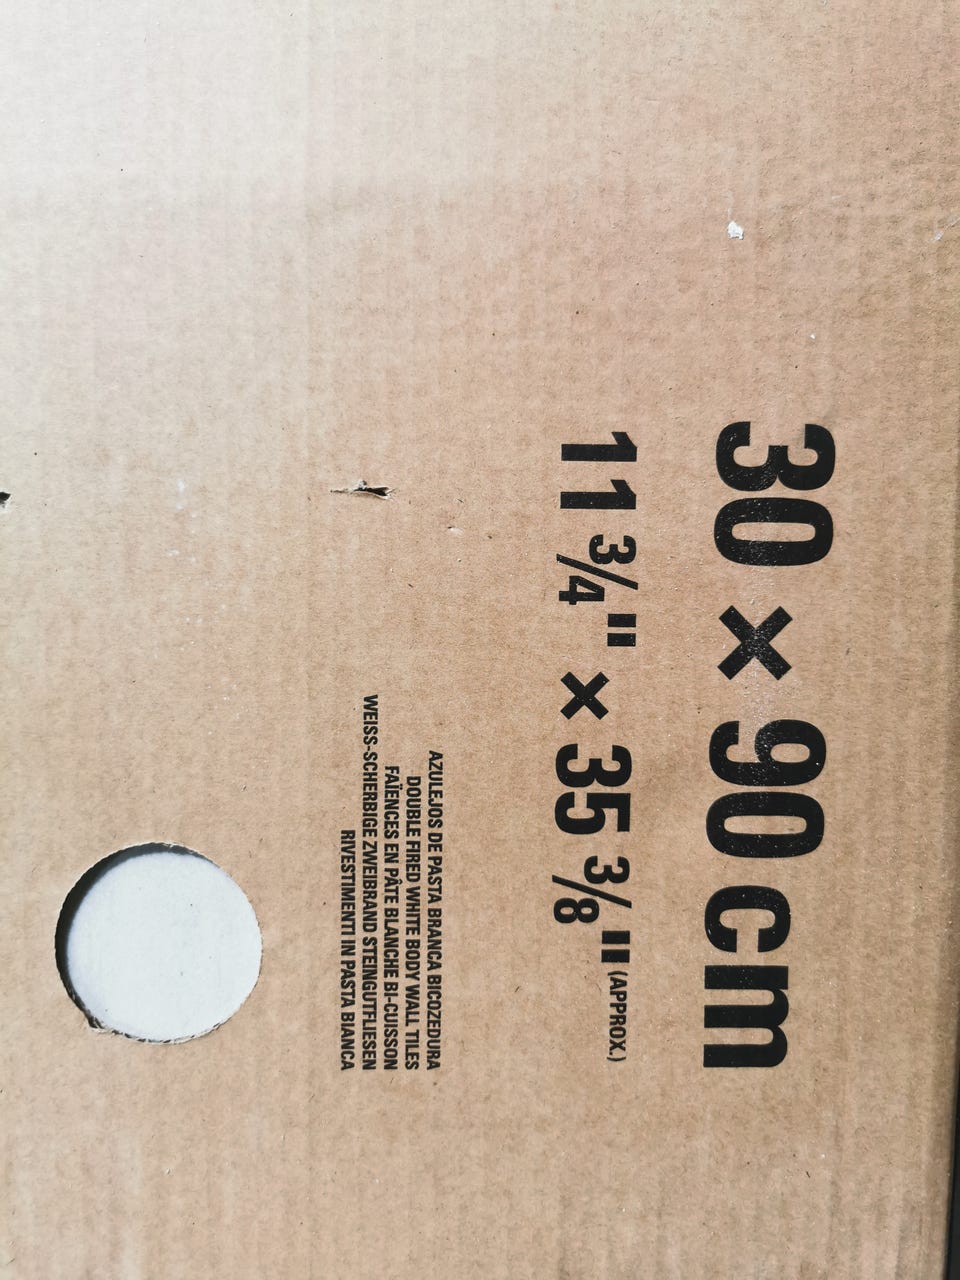 30 × 90 cm
11 3/4" × 35 3/8" (APPROX.)
AZULEJOS DE PASTA BRANCA BICOZEDURA
DOUBLE FIRED WHITE BODY WALL TILES
FAÏENCES EN PÂTE BLANCHE BI-CUISSON
WEISS-SCHERBIGE ZWEIBRAND STEINGUTFLIESEN
RIVESTIMENTI IN PASTA BIANCA